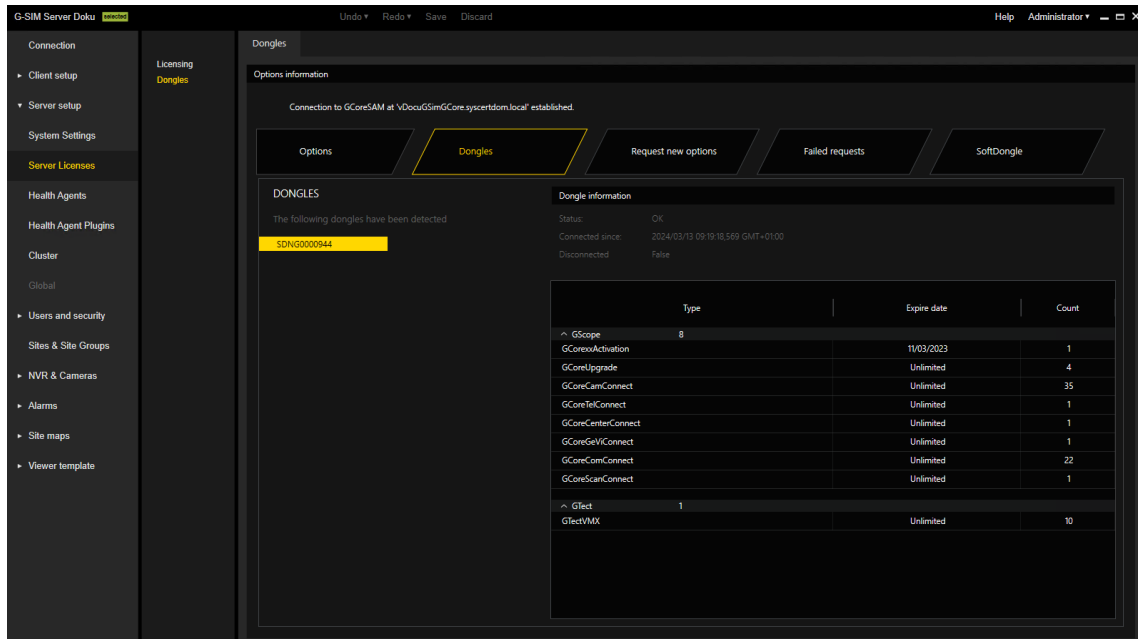 G-SIM Server Doku selected Undo ▾ Redo ▾ Save Discard Help Administrator ▾
Connection
Client setup
Server setup
System Settings
Server Licenses
Health Agents
Health Agent Plugins
Cluster
Global
Users and security
Sites & Site Groups
NVR & Cameras
Alarms
Site maps
Viewer template
Licensing
Dongles
Dongles
Options information
Connection to GCoreSAM at 'vDocuGSimGCore.syscertdom.local' established.
Options Dongles Request new options Failed requests SoftDongle
DONGLES
The following dongles have been detected
SDNG0000944
Dongle information
Status: OK
Connected since: 2024/03/13 09:19:18,569 GMT+01:00
Disconnected False
Type Expire date Count
GScope 8
GCorexxActivation 11/03/2023 1
GCoreUpgrade Unlimited 4
GCoreCamConnect Unlimited 35
GCoreTelConnect Unlimited 1
GCoreCenterConnect Unlimited 1
GCoreGeViConnect Unlimited 1
GCoreComConnect Unlimited 22
GCoreScanConnect Unlimited 1
GTect 1
GTectVMX Unlimited 10